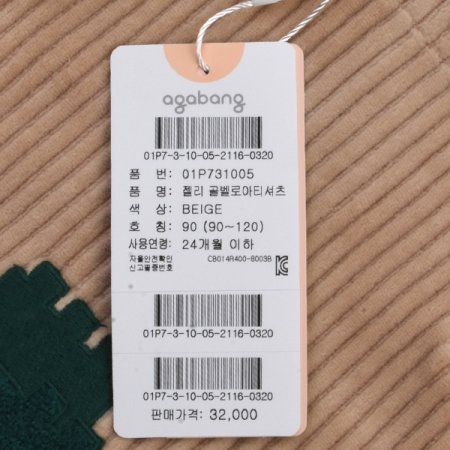 agabang
01P7-3-10-05-2116-0320
품 번: 01P731005
품 명: 젤리 골벨로아티셔츠
색 상: BEIGE
호 칭: 90 (90~120)
사용연령: 24개월 이하
자율안전확인
신고필증번호 CB014R400-8003B
01P7-3-10-05-2116-0320
01P7-3-10-05-2116-0320
판매가격: 32,000